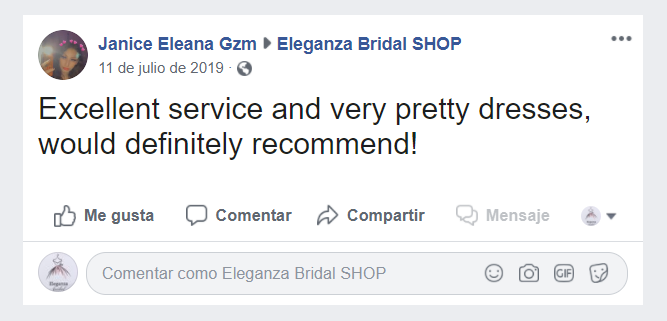 Janice Eleana Gzm ▸ Eleganza Bridal SHOP
11 de julio de 2019 ·
Excellent service and very pretty dresses,
would definitely recommend!
Me gusta Comentar Compartir Mensaje
Comentar como Eleganza Bridal SHOP GIF